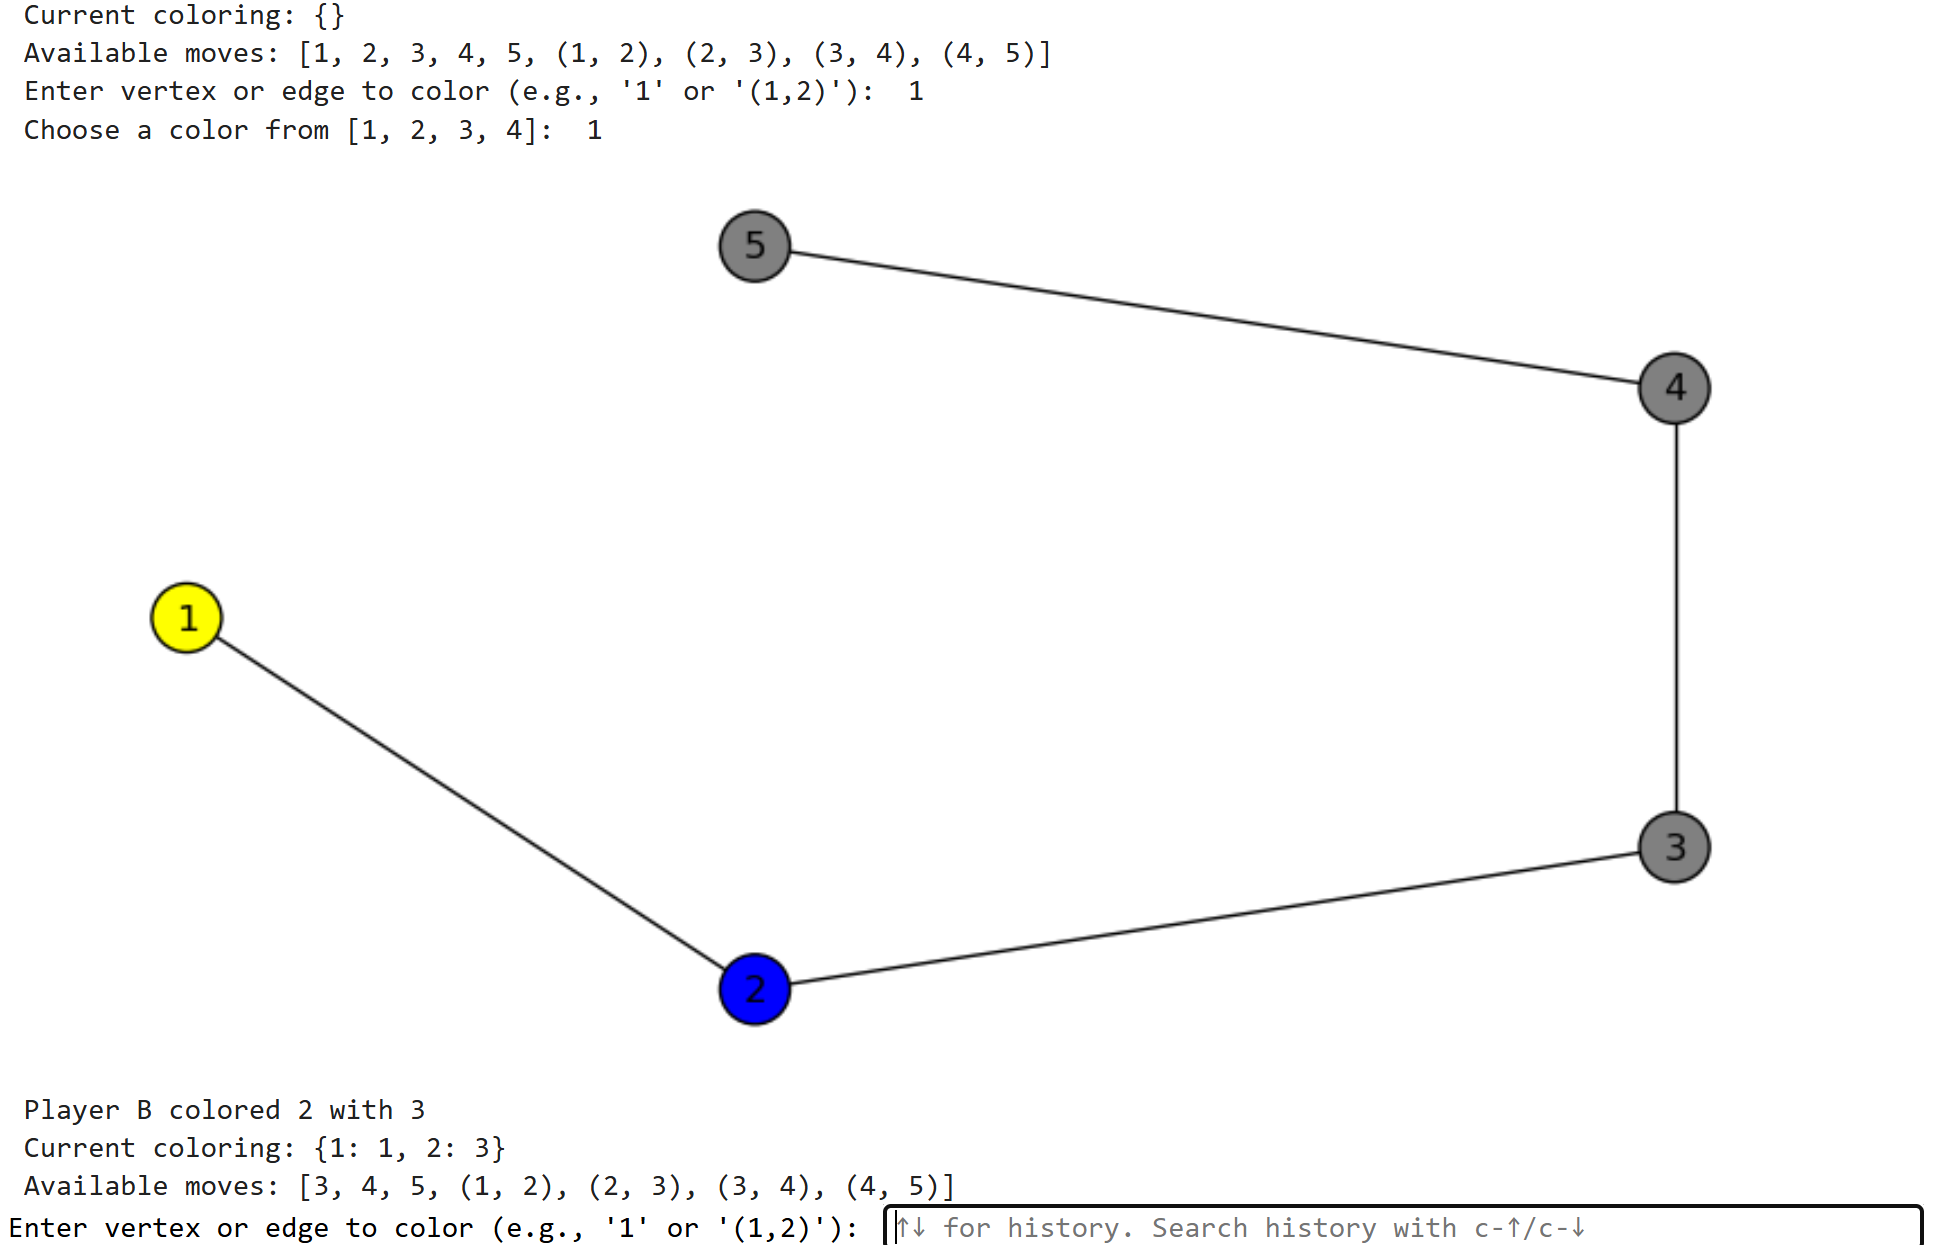 Current coloring: {}
Available moves: [1, 2, 3, 4, 5, (1, 2), (2, 3), (3, 4), (4, 5)]
Enter vertex or edge to color (e.g., '1' or '(1,2)'):  1
Choose a color from [1, 2, 3, 4]:  1
5
4
1
3
2
Player B colored 2 with 3
Current coloring: {1: 1, 2: 3}
Available moves: [3, 4, 5, (1, 2), (2, 3), (3, 4), (4, 5)]
Enter vertex or edge to color (e.g., '1' or '(1,2)'): ↑↓ for history. Search history with c-↑/c-↓